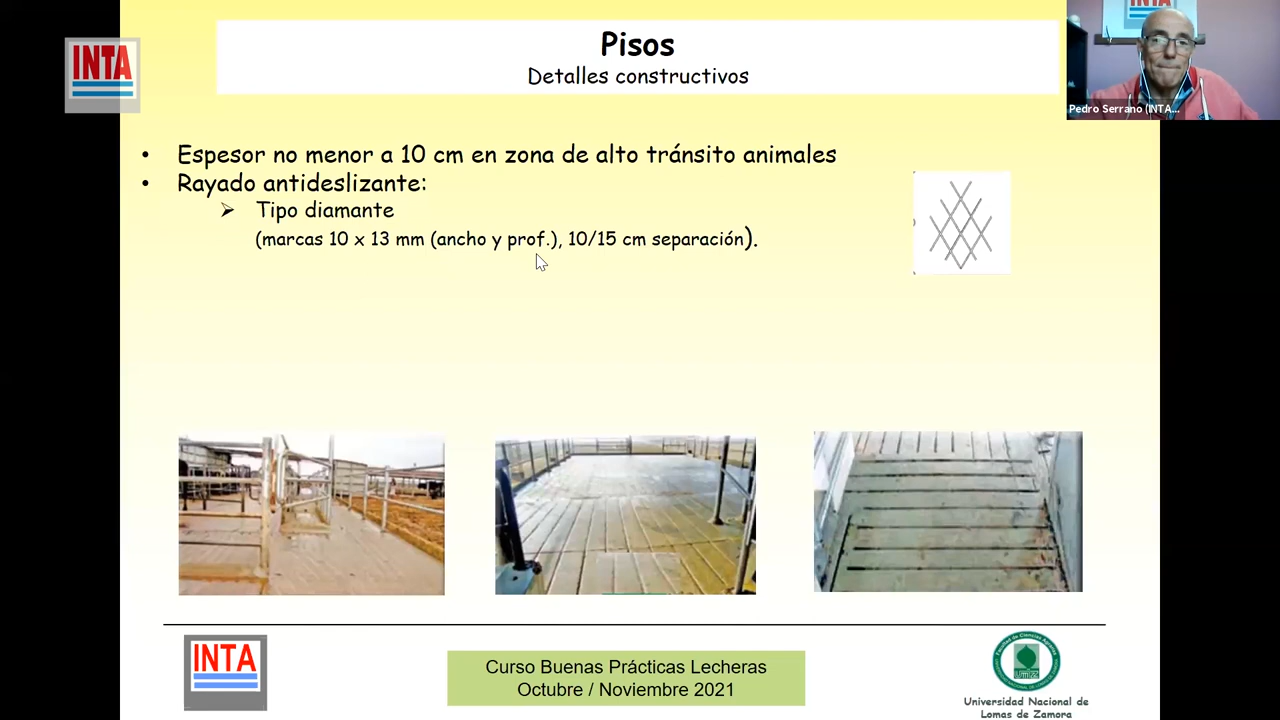 INTA
Pisos
Detalles constructivos
INTA
Pedro Serrano (INTA...
• Espesor no menor a 10 cm en zona de alto tránsito animales
• Rayado antideslizante:
➢ Tipo diamante
(marcas 10 x 13 mm (ancho y prof.), 10/15 cm separación).
INTA
Curso Buenas Prácticas Lecheras
Octubre / Noviembre 2021
Universidad Nacional de
Lomas de Zamora